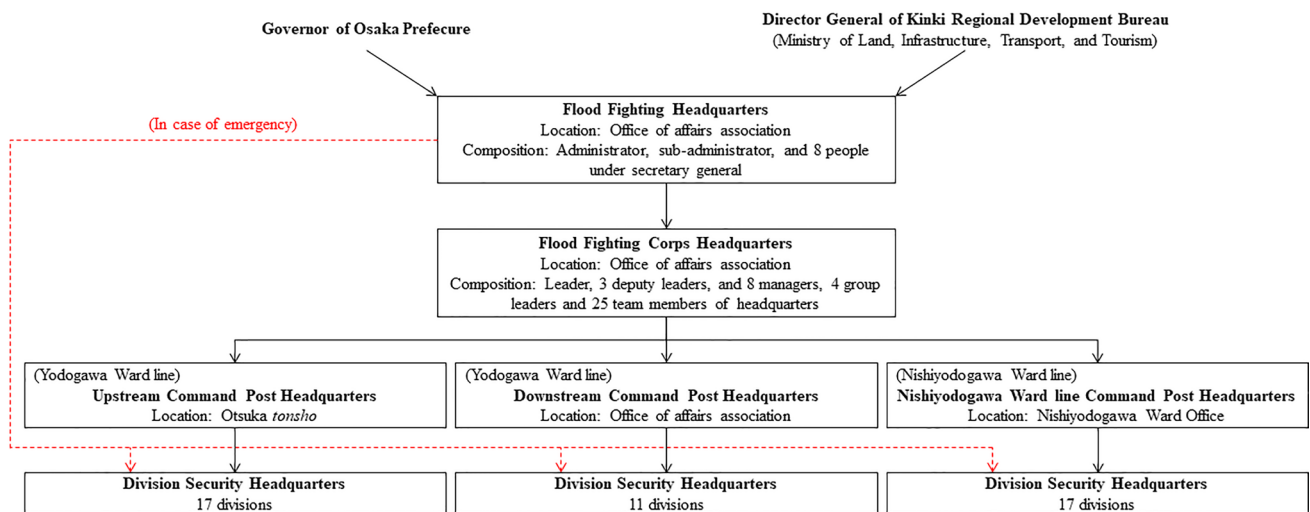 Governor of Osaka Prefecure
Director General of Kinki Regional Development Bureau
(Ministry of Land, Infrastructure, Transport, and Tourism)
(In case of emergency)
Flood Fighting Headquarters
Location: Office of affairs association
Composition: Administrator, sub-administrator, and 8 people
under secretary general
Flood Fighting Corps Headquarters
Location: Office of affairs association
Composition: Leader, 3 deputy leaders, and 8 managers, 4 group
leaders and 25 team members of headquarters
(Yodogawa Ward line)
Upstream Command Post Headquarters
Location: Otsuka tonsho
(Yodogawa Ward line)
Downstream Command Post Headquarters
Location: Office of affairs association
(Nishiyodogawa Ward line)
Nishiyodogawa Ward line Command Post Headquarters
Location: Nishiyodogawa Ward Office
Division Security Headquarters
17 divisions
Division Security Headquarters
11 divisions
Division Security Headquarters
17 divisions